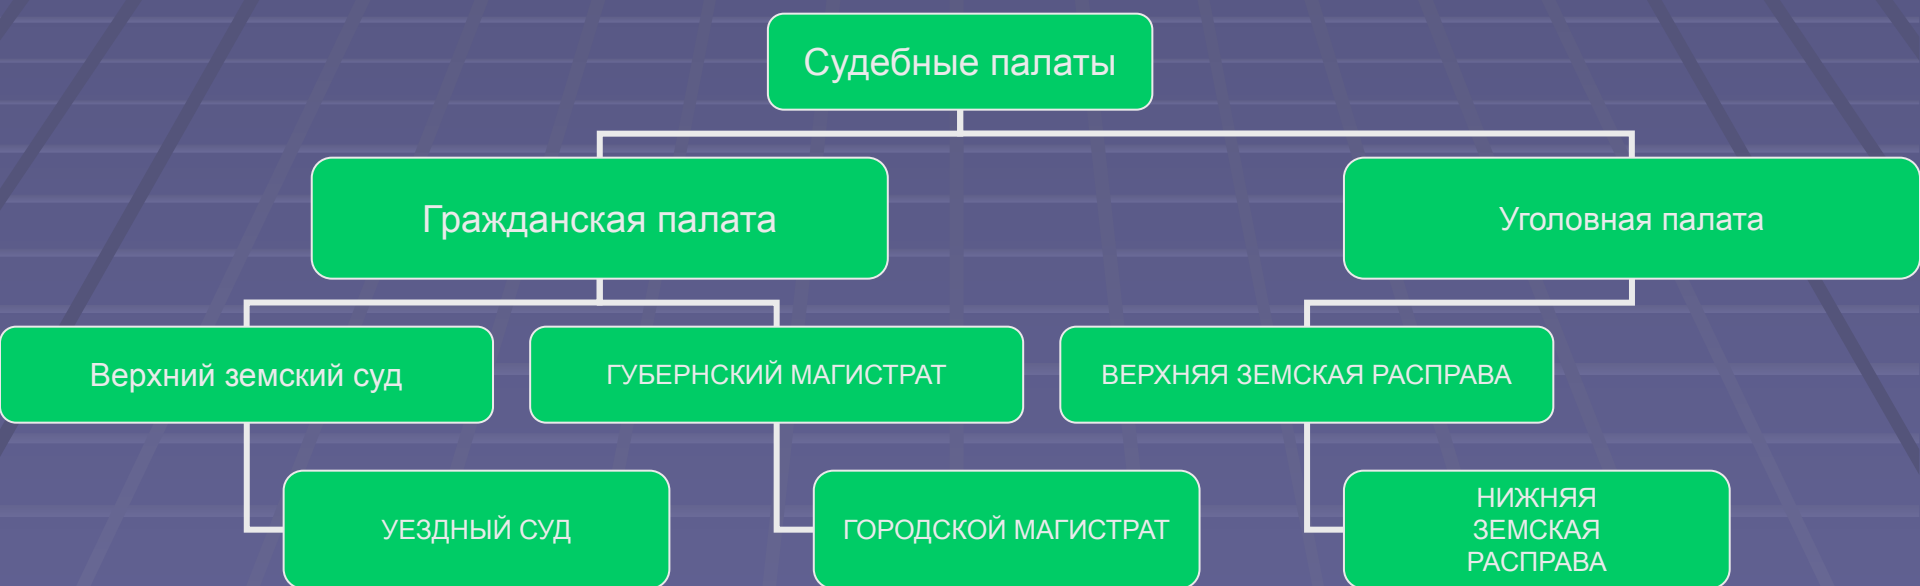 Судебные палаты
Гражданская палата
Уголовная палата
Верхний земский суд
ГУБЕРНСКИЙ МАГИСТРАТ
ВЕРХНЯЯ ЗЕМСКАЯ РАСПРАВА
УЕЗДНЫЙ СУД
ГОРОДСКОЙ МАГИСТРАТ
НИЖНЯЯ
ЗЕМСКАЯ
РАСПРАВА